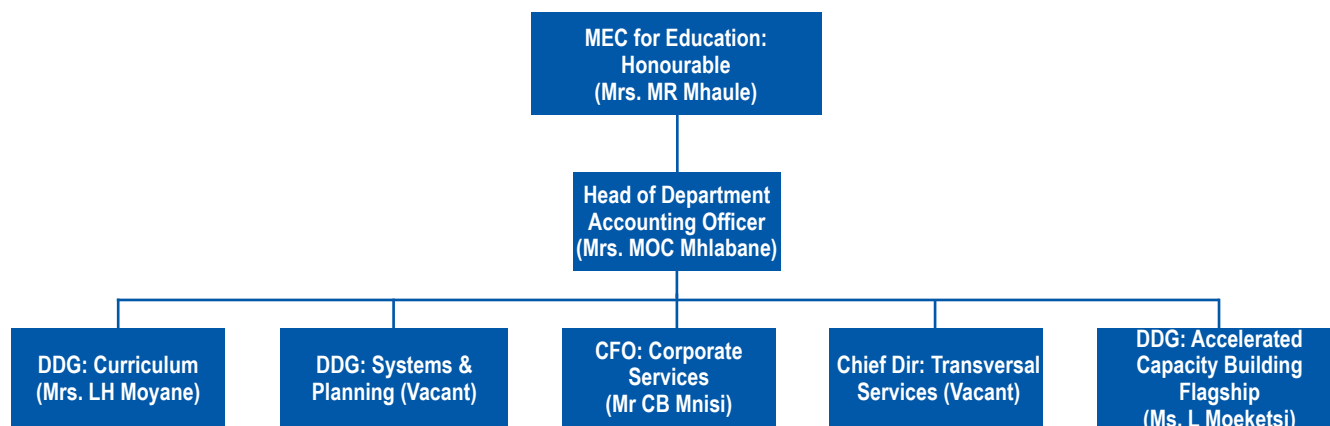 MEC for Education:
Honourable
(Mrs. MR Mhaule)
Head of Department
Accounting Officer
(Mrs. MOC Mhlabane)
DDG: Curriculum
(Mrs. LH Moyane)
DDG: Systems &
Planning (Vacant)
CFO: Corporate
Services
(Mr CB Mnisi)
Chief Dir: Transversal
Services (Vacant)
DDG: Accelerated
Capacity Building
Flagship
(Ms. L Moeketsi)